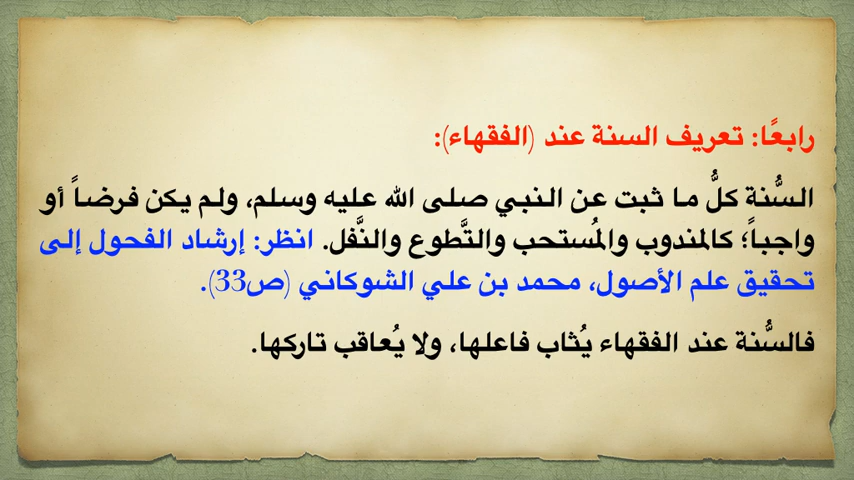 رابعًا: تعريف السنة عند (الفقهاء):
السُّنة كلُّ ما ثبت عن النبي صلى الله عليه وسلم، ولم يكن فرضاً أو
واجباً؛ كالمندوب والمُستحب والتَّطوع والنَّفل. انظر: إرشاد الفحول إلى
تحقيق علم الأصول، محمد بن علي الشوكاني (ص33).
فالسُّنة عند الفقهاء يُثاب فاعلها، ولا يُعاقب تاركها.